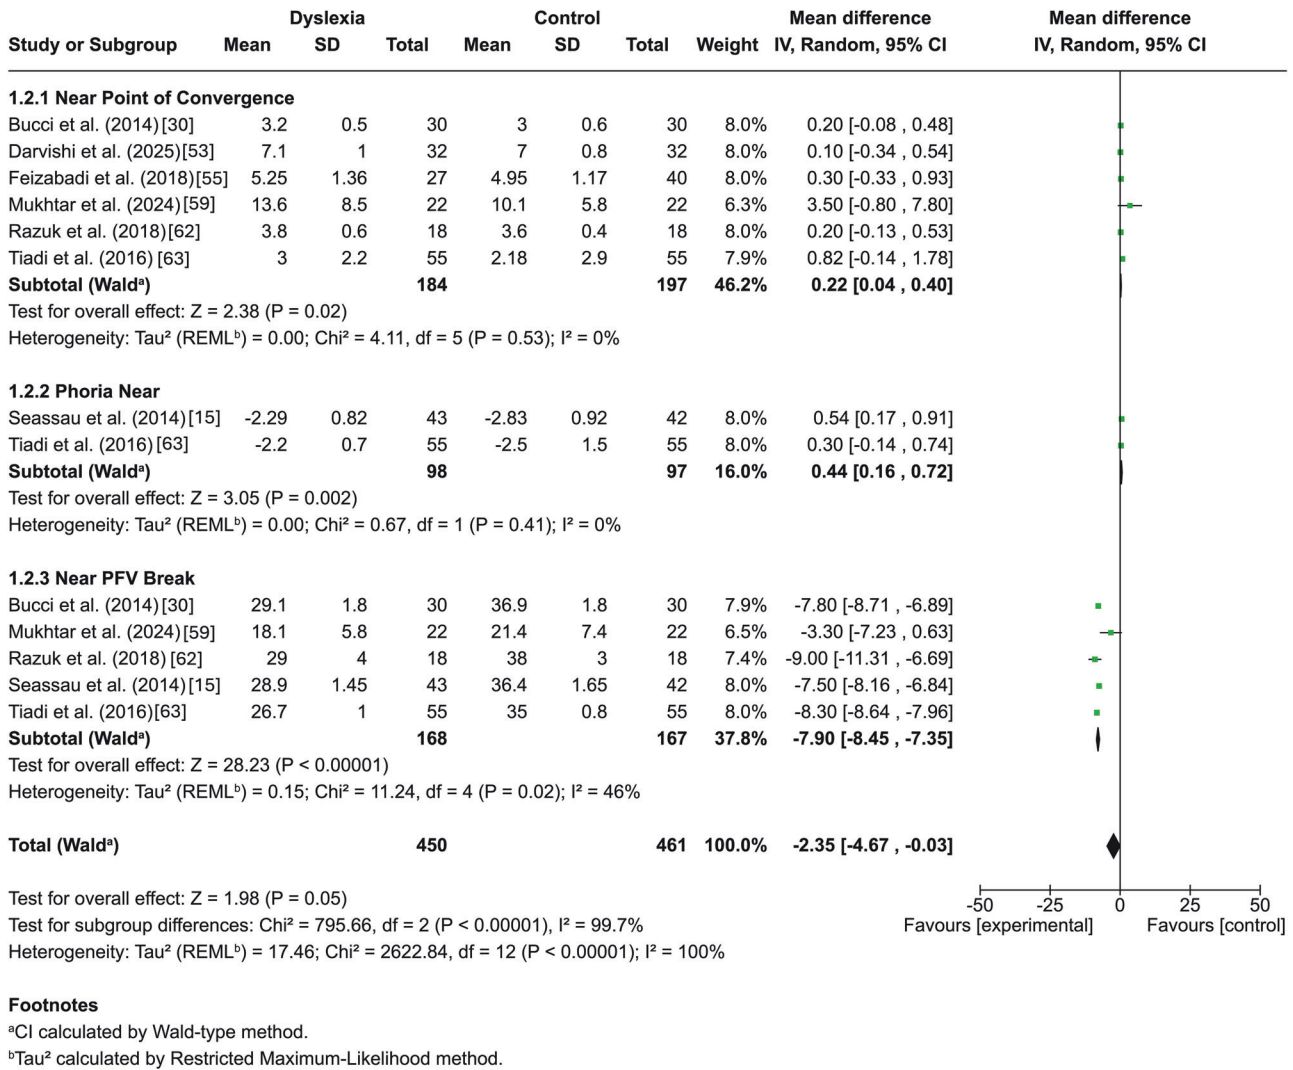 Dyslexia Control Mean difference Mean difference
Study or Subgroup Mean SD Total Mean SD Total Weight IV, Random, 95% CI IV, Random, 95% CI
1.2.1 Near Point of Convergence
Bucci et al. (2014)[30] 3.2 0.5 30 3 0.6 30 8.0% 0.20 [-0.08 , 0.48]
Darvishi et al. (2025)[53] 7.1 1 32 7 0.8 32 8.0% 0.10 [-0.34 , 0.54]
Feizabadi et al. (2018)[55] 5.25 1.36 27 4.95 1.17 40 8.0% 0.30 [-0.33 , 0.93]
Mukhtar et al. (2024)[59] 13.6 8.5 22 10.1 5.8 22 6.3% 3.50 [-0.80 , 7.80]
Razuk et al. (2018)[62] 3.8 0.6 18 3.6 0.4 18 8.0% 0.20 [-0.13 , 0.53]
Tiadi et al. (2016)[63] 3 2.2 55 2.18 2.9 55 7.9% 0.82 [-0.14 , 1.78]
Subtotal (Waldᵃ) 184 197 46.2% 0.22 [0.04 , 0.40]
Test for overall effect: Z = 2.38 (P = 0.02)
Heterogeneity: Tau² (REMLᵇ) = 0.00; Chi² = 4.11, df = 5 (P = 0.53); I² = 0%
1.2.2 Phoria Near
Seassau et al. (2014)[15] -2.29 0.82 43 -2.83 0.92 42 8.0% 0.54 [0.17 , 0.91]
Tiadi et al. (2016)[63] -2.2 0.7 55 -2.5 1.5 55 8.0% 0.30 [-0.14 , 0.74]
Subtotal (Waldᵃ) 98 97 16.0% 0.44 [0.16 , 0.72]
Test for overall effect: Z = 3.05 (P = 0.002)
Heterogeneity: Tau² (REMLᵇ) = 0.00; Chi² = 0.67, df = 1 (P = 0.41); I² = 0%
1.2.3 Near PFV Break
Bucci et al. (2014)[30] 29.1 1.8 30 36.9 1.8 30 7.9% -7.80 [-8.71 , -6.89]
Mukhtar et al. (2024)[59] 18.1 5.8 22 21.4 7.4 22 6.5% -3.30 [-7.23 , 0.63]
Razuk et al. (2018)[62] 29 4 18 38 3 18 7.4% -9.00 [-11.31 , -6.69]
Seassau et al. (2014)[15] 28.9 1.45 43 36.4 1.65 42 8.0% -7.50 [-8.16 , -6.84]
Tiadi et al. (2016)[63] 26.7 1 55 35 0.8 55 8.0% -8.30 [-8.64 , -7.96]
Subtotal (Waldᵃ) 168 167 37.8% -7.90 [-8.45 , -7.35]
Test for overall effect: Z = 28.23 (P < 0.00001)
Heterogeneity: Tau² (REMLᵇ) = 0.15; Chi² = 11.24, df = 4 (P = 0.02); I² = 46%
Total (Waldᵃ) 450 461 100.0% -2.35 [-4.67 , -0.03]
Test for overall effect: Z = 1.98 (P = 0.05)
Test for subgroup differences: Chi² = 795.66, df = 2 (P < 0.00001), I² = 99.7%
Heterogeneity: Tau² (REMLᵇ) = 17.46; Chi² = 2622.84, df = 12 (P < 0.00001); I² = 100%
-50 -25 0 25 50
Favours [experimental] Favours [control]
Footnotes
ᵃCI calculated by Wald-type method.
ᵇTau² calculated by Restricted Maximum-Likelihood method.